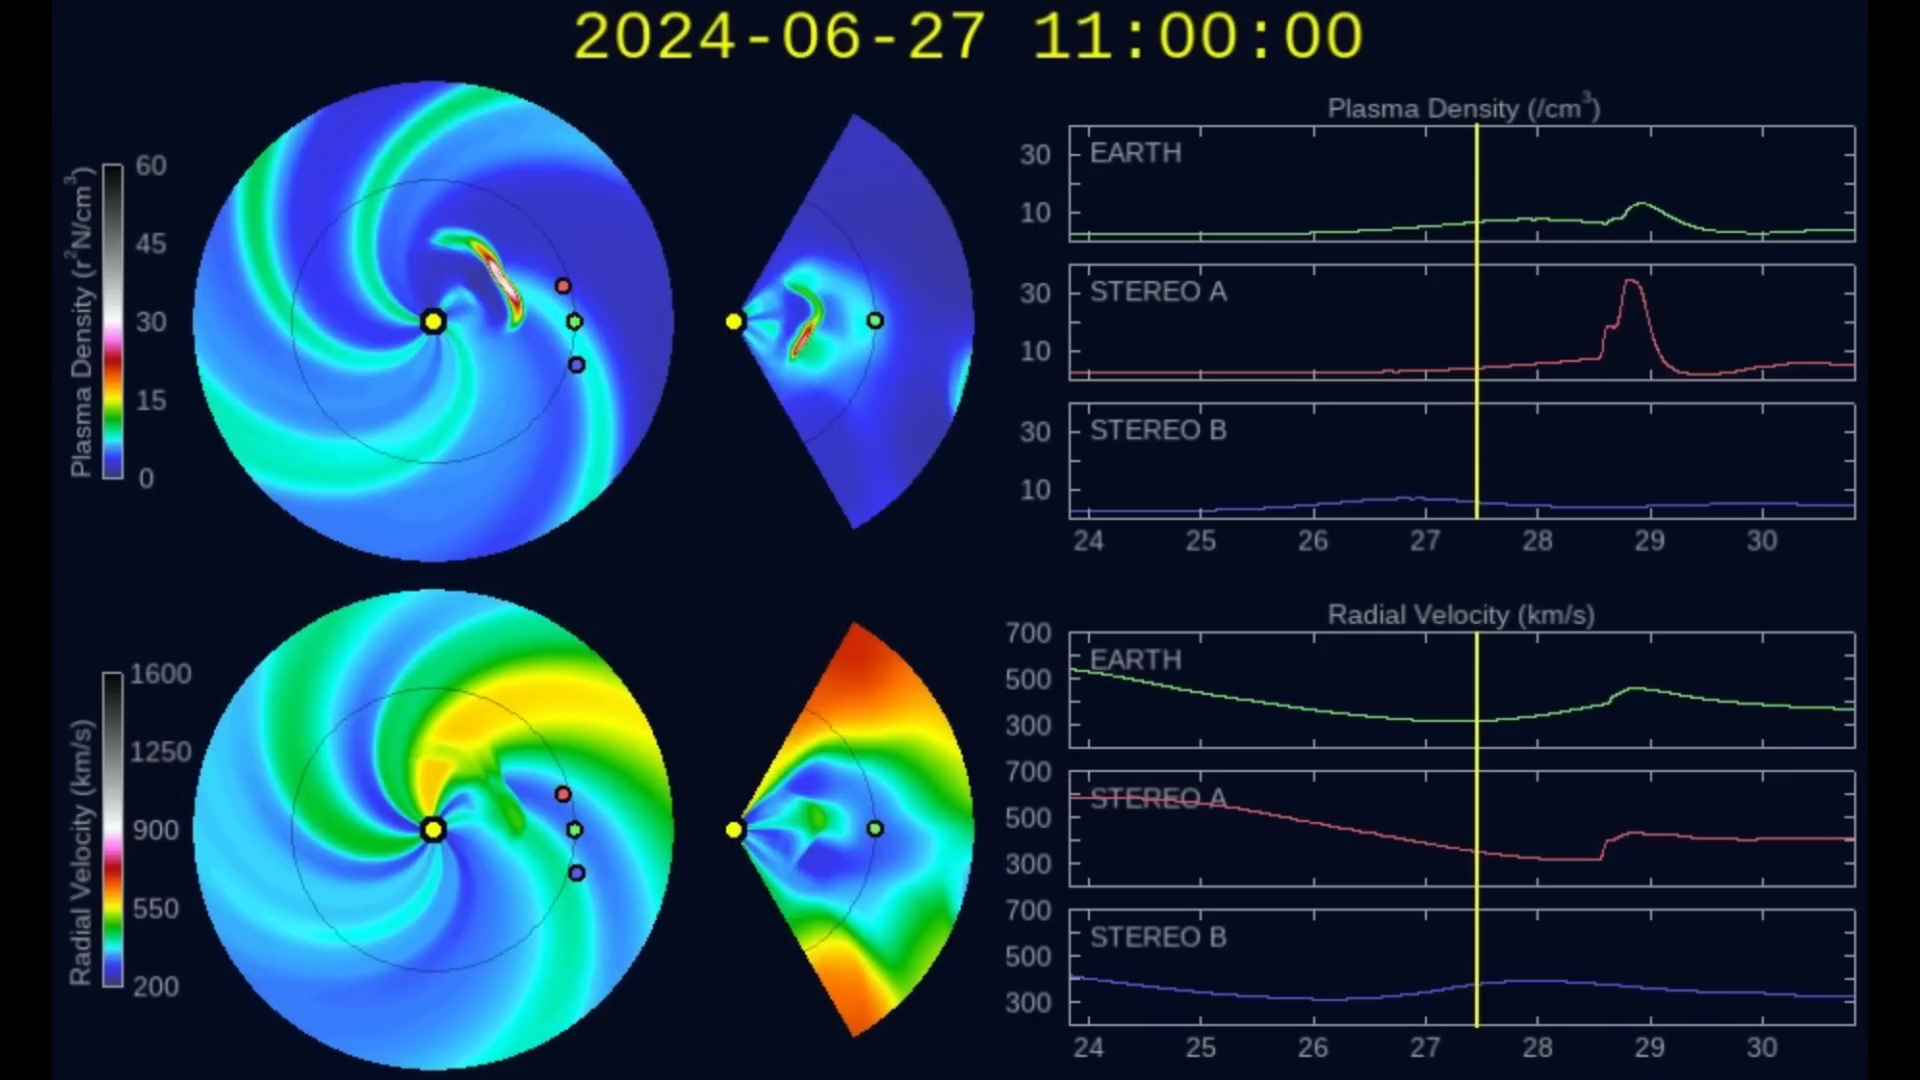 2024-06-27 11:00:00
Plasma Density (r²N/cm³)
60
45
30
15
0
Plasma Density (/cm³)
30
10
EARTH
30
10
STEREO A
30
10
STEREO B
24 25 26 27 28 29 30
Radial Velocity (km/s)
1600
1250
900
550
200
Radial Velocity (km/s)
700
500
300
EARTH
700
500
300
STEREO A
700
500
300
STEREO B
24 25 26 27 28 29 30